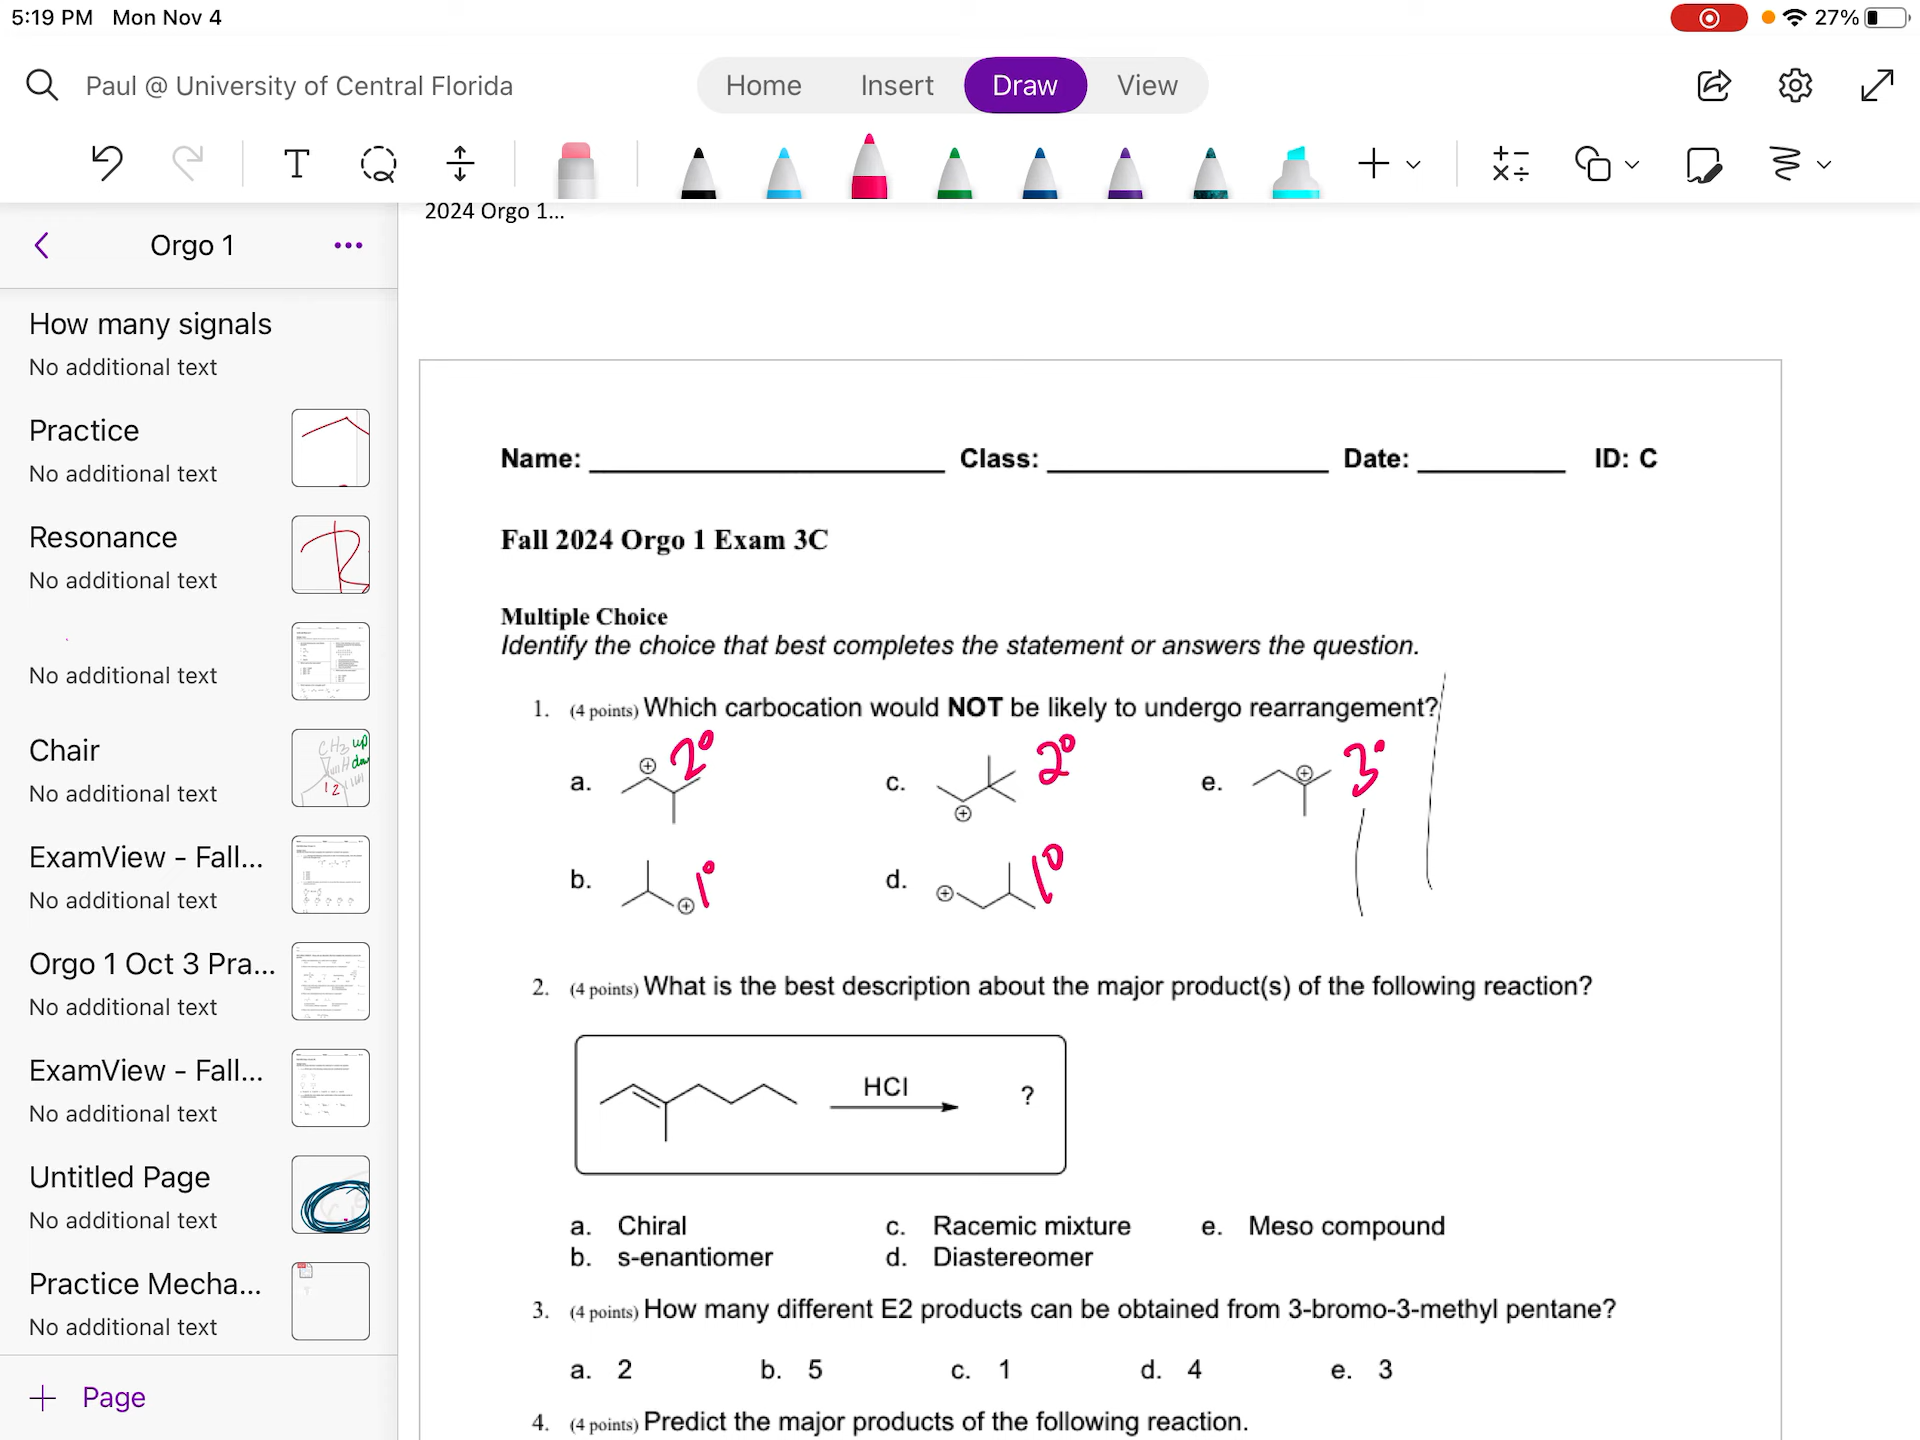 5:19 PM Mon Nov 4
27%
Paul @ University of Central Florida
Home Insert Draw View
T
2024 Orgo 1...
Orgo 1
How many signals
No additional text
Practice
No additional text
Resonance
No additional text
No additional text
Chair
No additional text
CH3 up
H down
1 2
ExamView - Fall...
No additional text
Orgo 1 Oct 3 Pra...
No additional text
ExamView - Fall...
No additional text
Untitled Page
No additional text
Practice Mecha...
No additional text
+ Page
Name: Class: Date: ID: C
Fall 2024 Orgo 1 Exam 3C
Multiple Choice
Identify the choice that best completes the statement or answers the question.
1. (4 points) Which carbocation would NOT be likely to undergo rearrangement?
a. ⊕ 2° c. ⊕ 2° e. ⊕ 3°
b. ⊕ 1° d. ⊕ 1°
2. (4 points) What is the best description about the major product(s) of the following reaction?
HCl ?
a. Chiral c. Racemic mixture e. Meso compound
b. s-enantiomer d. Diastereomer
3. (4 points) How many different E2 products can be obtained from 3-bromo-3-methyl pentane?
a. 2 b. 5 c. 1 d. 4 e. 3
4. (4 points) Predict the major products of the following reaction.